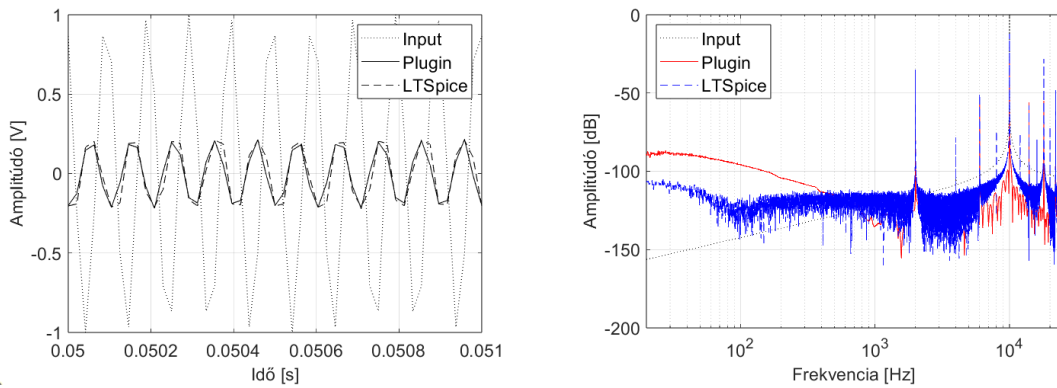 1
0.5
0
-0.5
-1
Amplitúdó [V]
0.05
0.0502
0.0504
0.0506
0.0508
0.051
Idő [s]
Input
Plugin
LTSpice
0
-50
-100
-150
-200
Amplitúdó [dB]
10^2
10^3
10^4
Frekvencia [Hz]
Input
Plugin
LTSpice